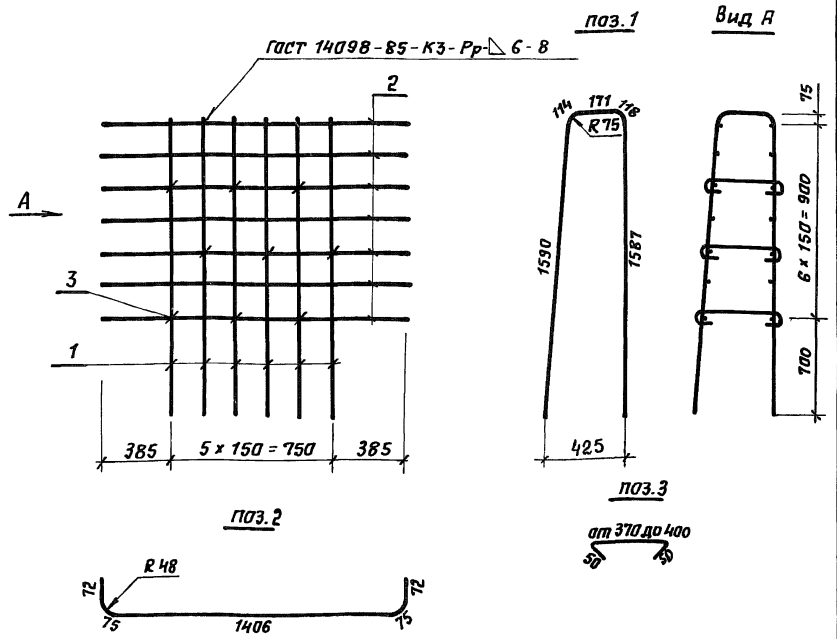 поз.1
Вид А
ГОСТ 14098-85-К3-Рр-◺ 6-8
2
114
171
118
R75
75
А
1590
1587
6 × 150 = 900
3
1
700
385
5 × 150 = 750
385
425
поз.3
от 370 до 400
50
50
поз.2
R 48
72
72
75
75
1406